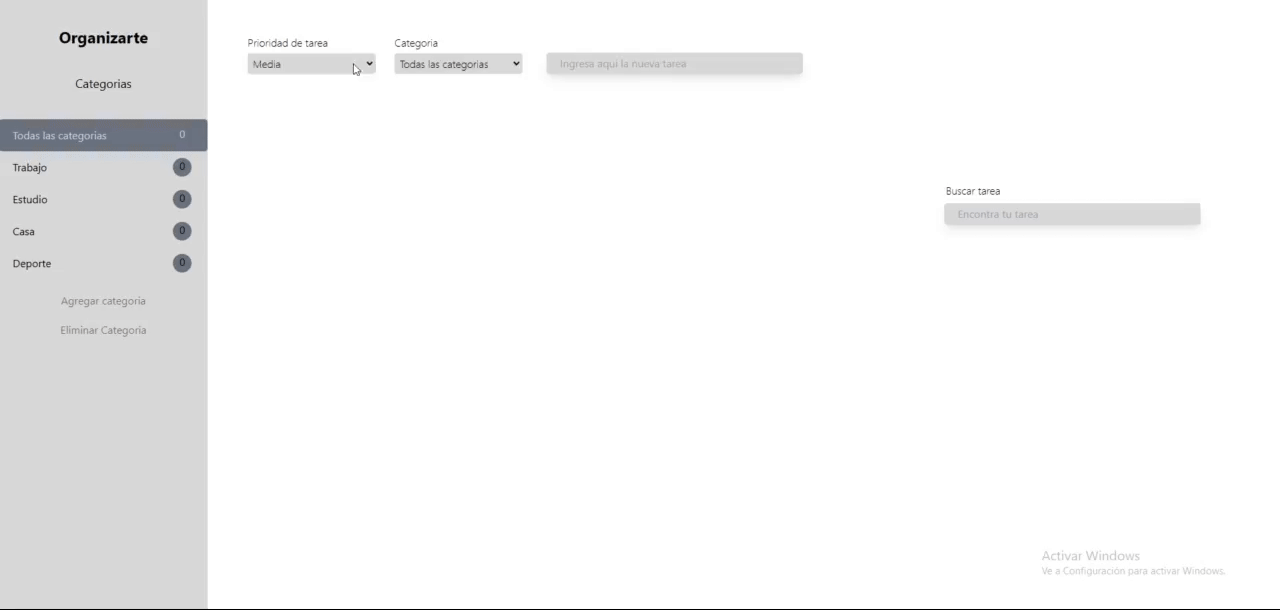 Organizarte
Categorias
Todas las categorias 0
Trabajo 0
Estudio 0
Casa 0
Deporte 0
Agregar categoria
Eliminar Categoria
Prioridad de tarea
Media
Categoria
Todas las categorias
Ingresa aqui la nueva tarea
Buscar tarea
Encontra tu tarea
Activar Windows
Ve a Configuración para activar Windows.